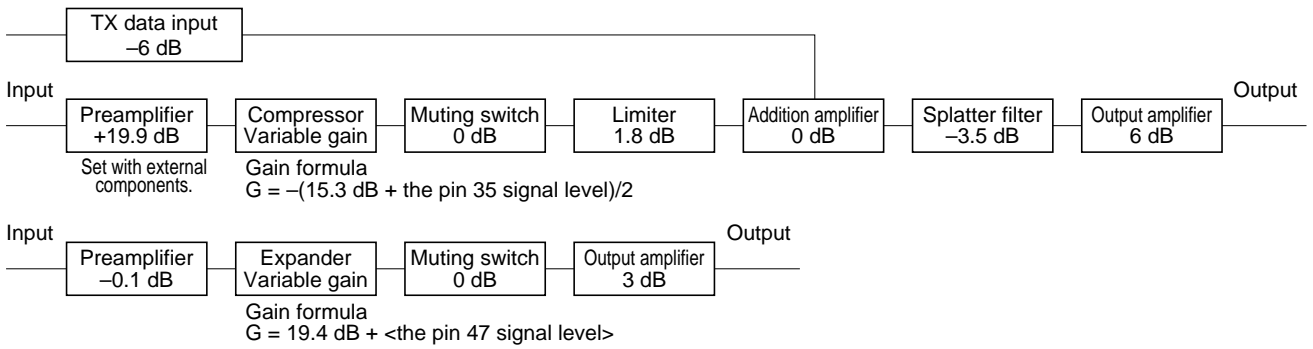 TX data input
–6 dB
Input
Output
Preamplifier
+19.9 dB
Compressor
Variable gain
Muting switch
0 dB
Limiter
1.8 dB
Addition amplifier
0 dB
Splatter filter
–3.5 dB
Output amplifier
6 dB
Set with external
components.
Gain formula
G = –(15.3 dB + the pin 35 signal level)/2
Input
Output
Preamplifier
–0.1 dB
Expander
Variable gain
Muting switch
0 dB
Output amplifier
3 dB
Gain formula
G = 19.4 dB + <the pin 47 signal level>